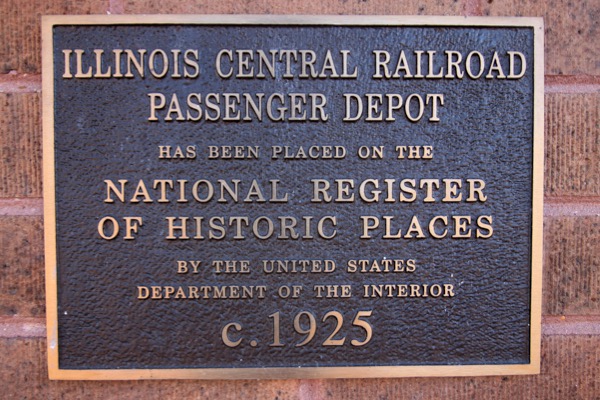 ILLINOIS CENTRAL RAILROAD
PASSENGER DEPOT
HAS BEEN PLACED ON THE
NATIONAL REGISTER
OF HISTORIC PLACES
BY THE UNITED STATES
DEPARTMENT OF THE INTERIOR
c.1925